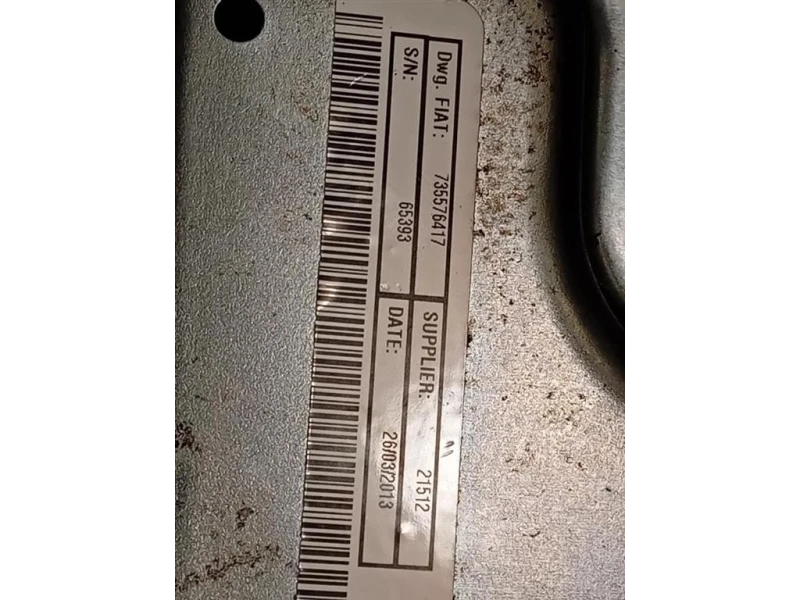 Dwg. FIAT: 735576417 SUPPLIER: 21512
S/N: 65393 DATE: 26/03/2013